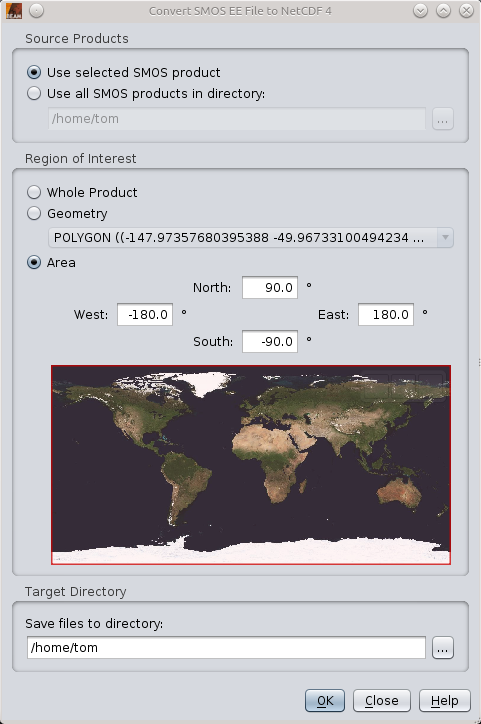 Convert SMOS EE File to NetCDF 4
Source Products
Use selected SMOS product
Use all SMOS products in directory:
/home/tom
...
Region of Interest
Whole Product
Geometry
POLYGON ((-147.97357680395388 -49.96733100494234 ...
Area
North: 90.0 °
West: -180.0 ° East: 180.0 °
South: -90.0 °
Target Directory
Save files to directory:
/home/tom
...
OK Close Help